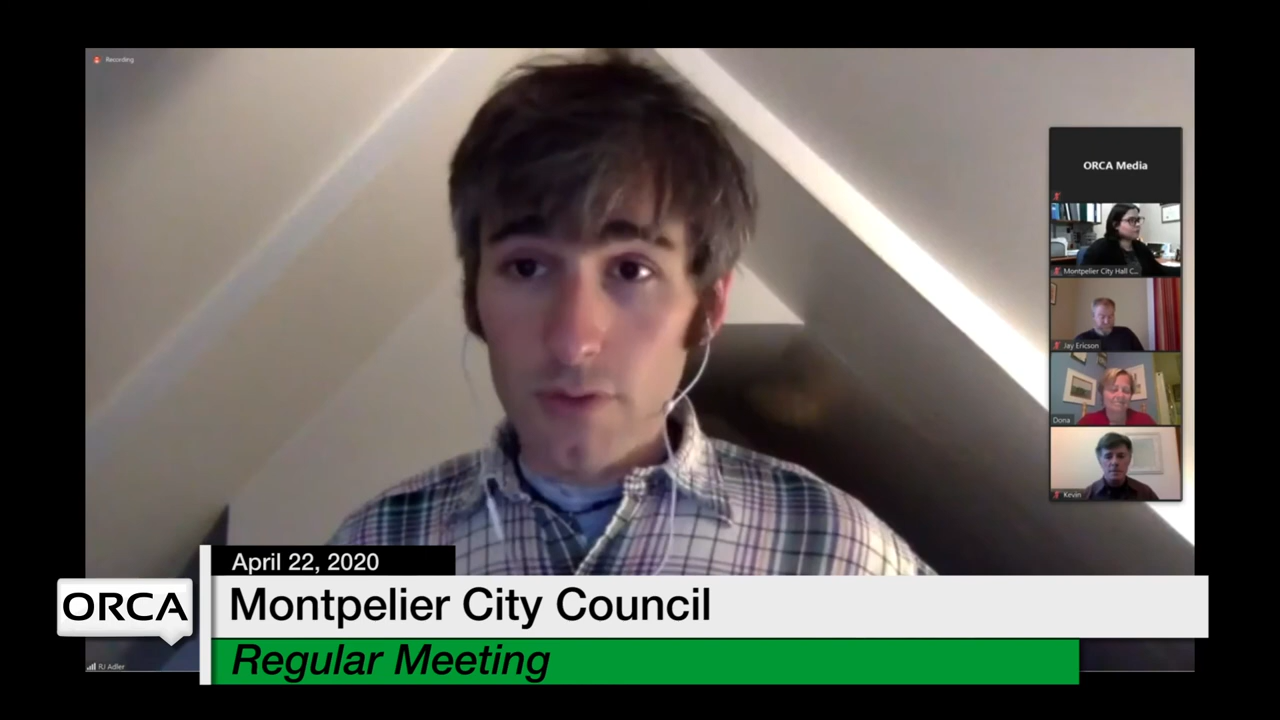 Recording
ORCA Media
Montpelier City Hall C...
Jay Ericson
Dona
Kevin
April 22, 2020
ORCA
Montpelier City Council
Regular Meeting
RJ Adler